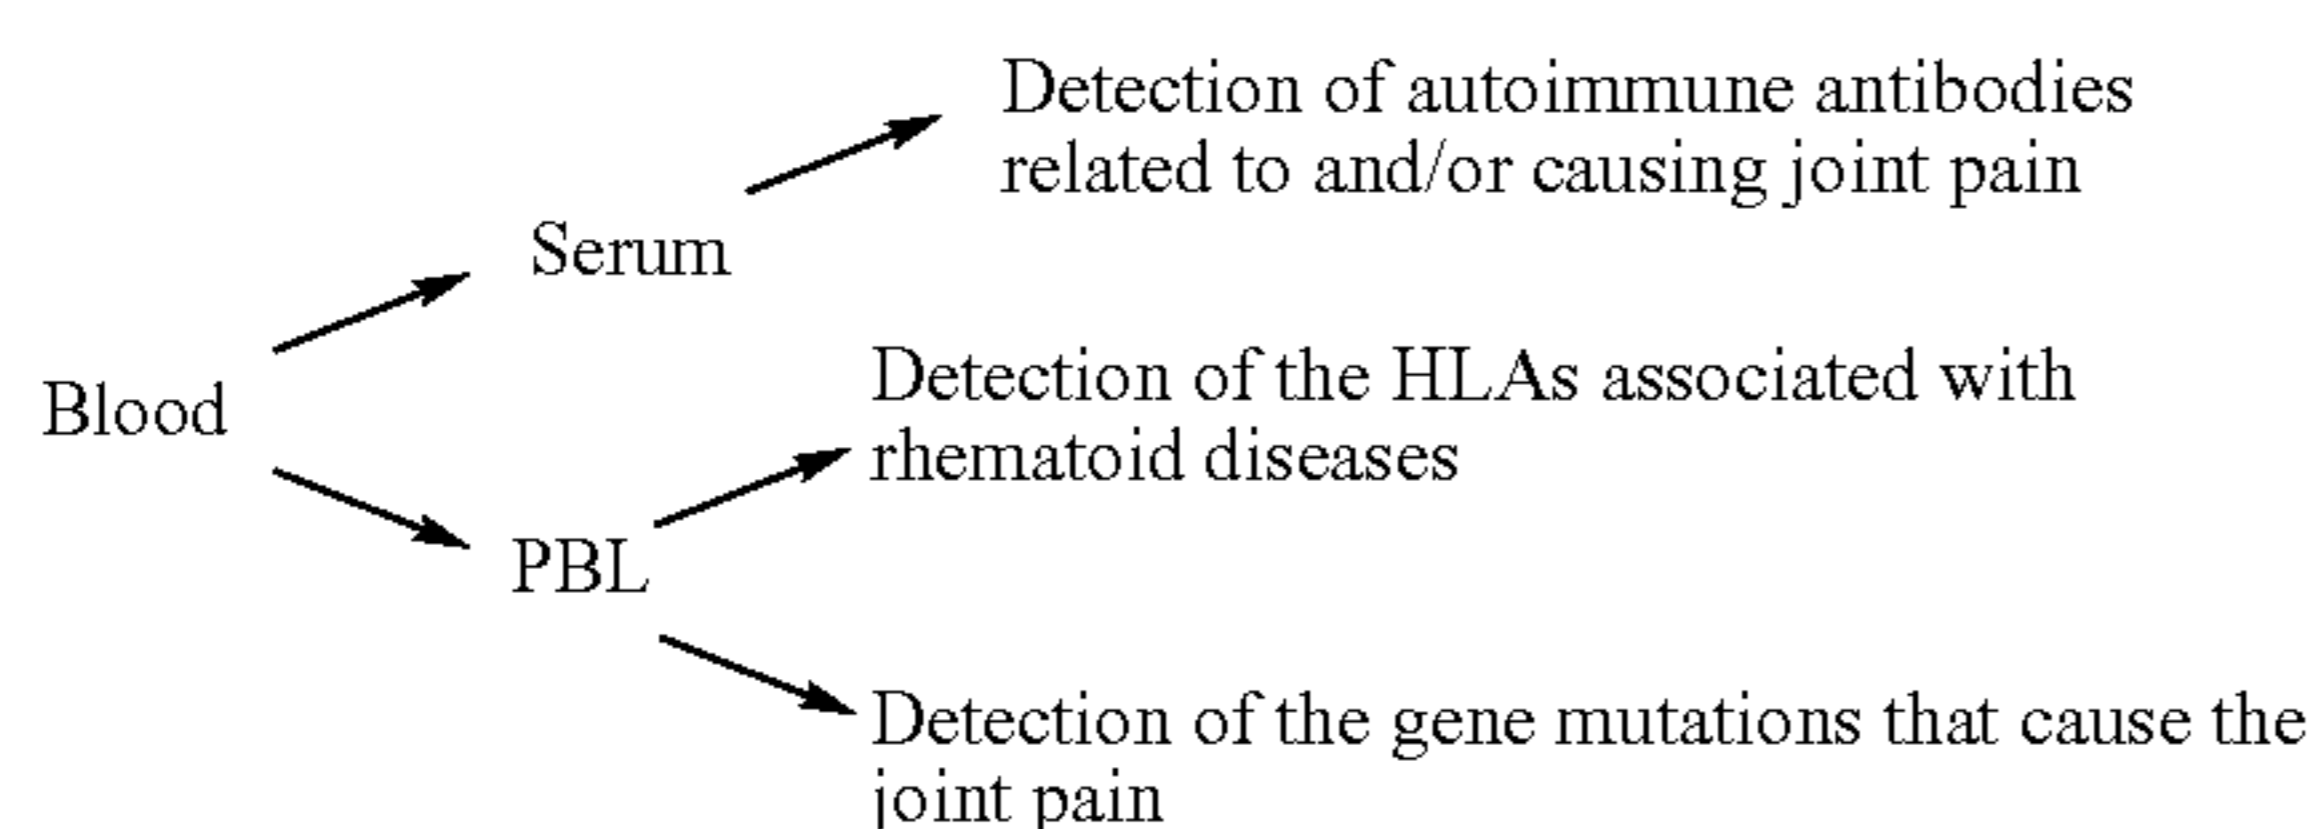 Detection of autoimmune antibodies
related to and/or causing joint pain
Serum
Detection of the HLAs associated with
Blood
rhematoid diseases
PBL
Detection of the gene mutations that cause the
joint pain